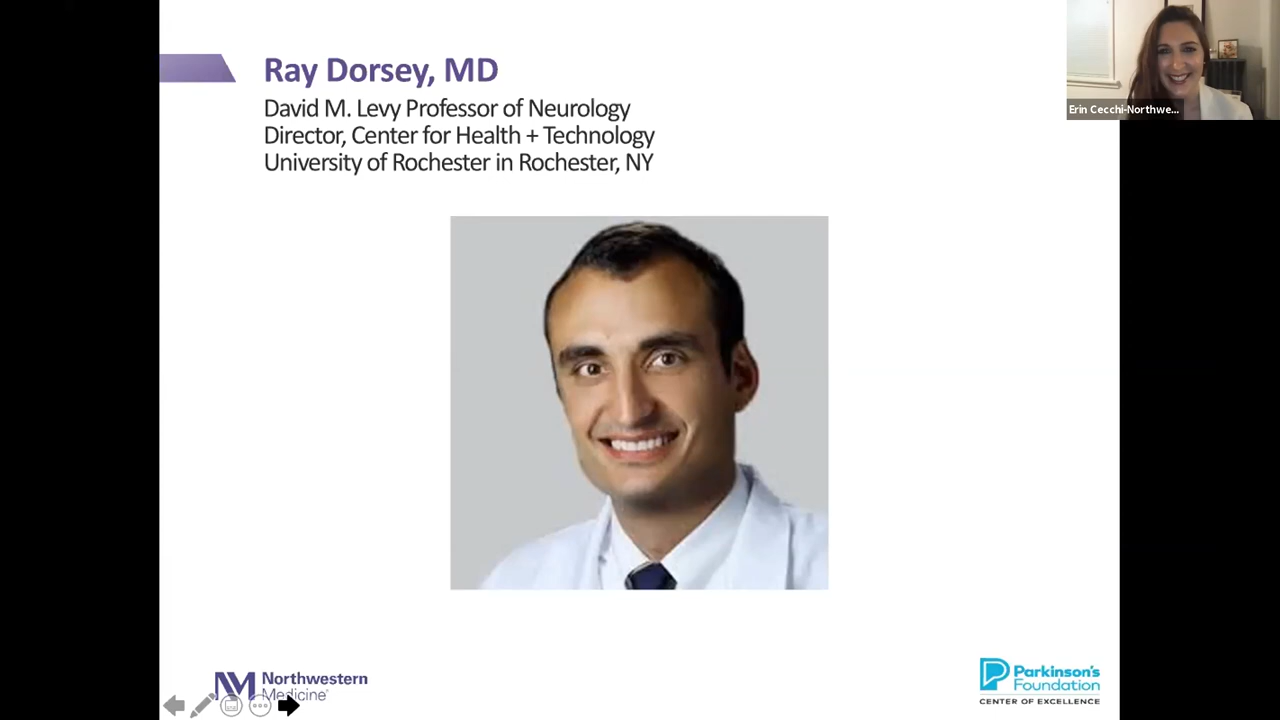 Ray Dorsey, MD
David M. Levy Professor of Neurology
Director, Center for Health + Technology
University of Rochester in Rochester, NY
Erin Cecchi-Northwe...
NM Northwestern
Medicine
Parkinson's
Foundation
CENTER OF EXCELLENCE